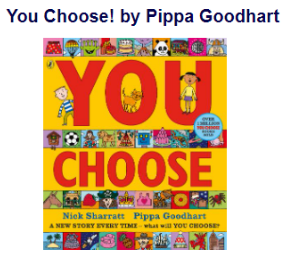 You Choose! by Pippa Goodhart
YOU
CHOOSE
Nick Sharratt Pippa Goodhart
A NEW STORY EVERY TIME – what will YOU CHOOSE?